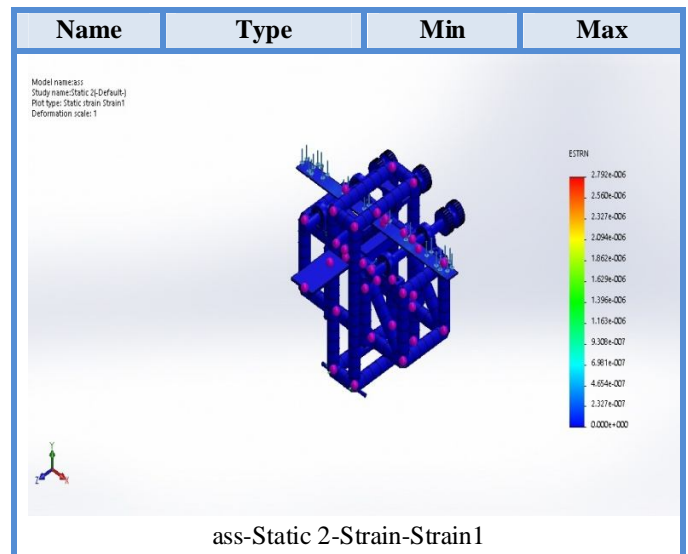 Name Type Min Max
Model name:ass
Study name:Static 2(-Default-)
Plot type: Static strain Strain1
Deformation scale: 1
ESTRN
2.792e-006
2.560e-006
2.327e-006
2.094e-006
1.862e-006
1.629e-006
1.396e-006
1.163e-006
9.308e-007
6.981e-007
4.654e-007
2.327e-007
0.000e+000
Y
Z X
ass-Static 2-Strain-Strain1